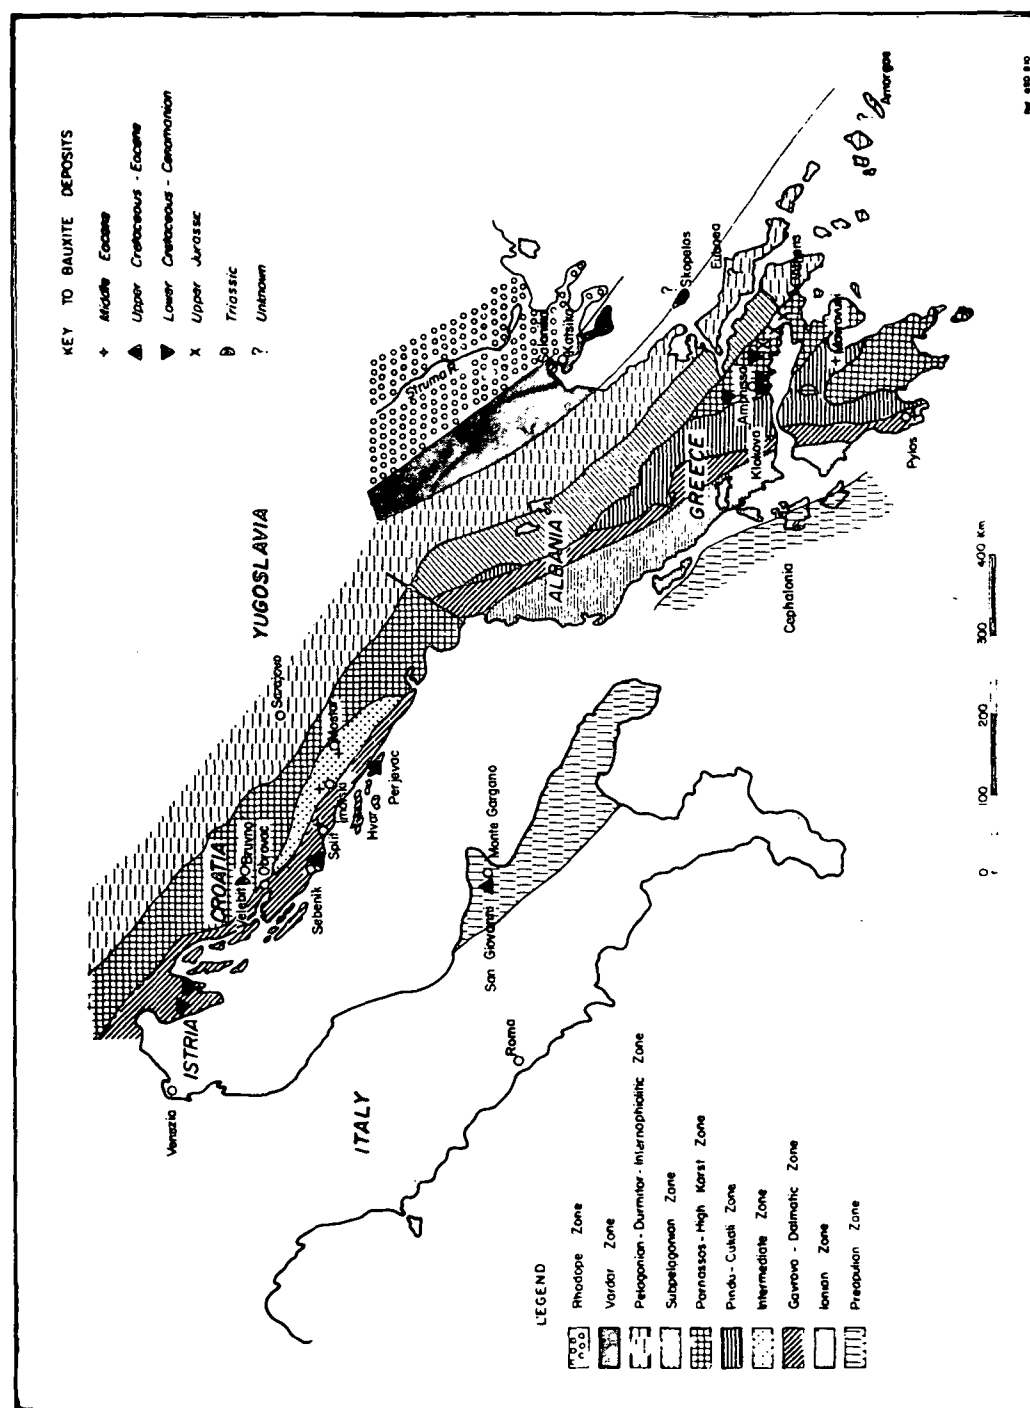 KEY TO BAUXITE DEPOSITS
+ Middle Eocene
Upper Cretaceous - Eocene
Lower Cretaceous - Cenomanian
x Upper Jurassic
Triassic
? Unknown
YUGOSLAVIA
CROATIA
ISTRIA
ITALY
ALBANIA
GREECE
Venezia
Roma
Velebit
Bruvno
Obrovac
Sebenik
Split
Hvar
Perjevac
Mostar
Sarajevo
San Giovanni
Monte Gargano
Struma R.
Katsika
Skopelos
?
?
Amorgos
Klokova
Pylos
Cephalonia
LEGEND
Rhodope Zone
Vardar Zone
Pelagonian - Durmitor - Internophiolitic Zone
Subpelagonian Zone
Parnassos - High Karst Zone
Pindu - Cukali Zone
Intermediate Zone
Gavrovo - Dalmatic Zone
Ionian Zone
Preapulian Zone
0 100 200 300 400 Km